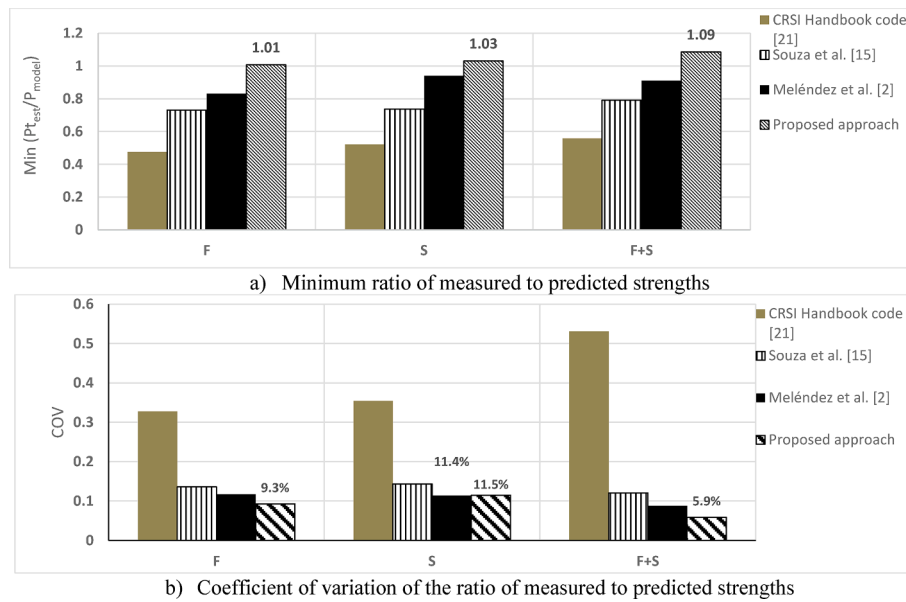 1.2
1
0.8
0.6
0.4
0.2
0
Min (Pt_est/P_model)
1.01
1.03
1.09
F
S
F+S
CRSI Handbook code
[21]
Souza et al. [15]
Meléndez et al. [2]
Proposed approach
a) Minimum ratio of measured to predicted strengths
0.6
0.5
0.4
0.3
0.2
0.1
0
COV
9.3%
11.4%
11.5%
5.9%
F
S
F+S
CRSI Handbook code
[21]
Souza et al. [15]
Meléndez et al. [2]
Proposed approach
b) Coefficient of variation of the ratio of measured to predicted strengths